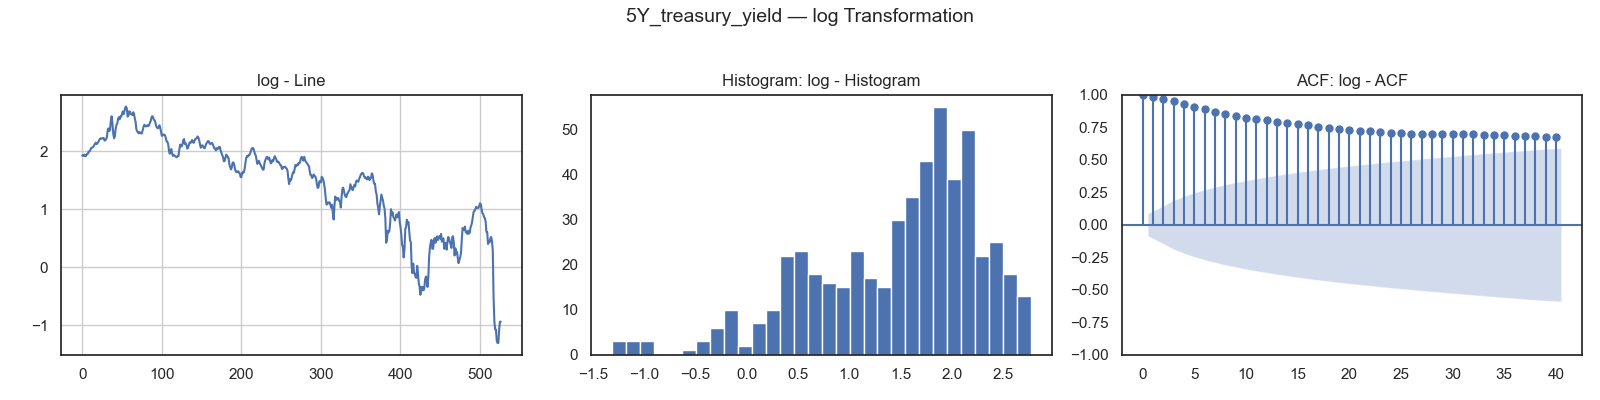 5Y_treasury_yield — log Transformation
log - Line
2
1
0
−1
0 100 200 300 400 500
Histogram: log - Histogram
50
40
30
20
10
0
−1.5 −1.0 −0.5 0.0 0.5 1.0 1.5 2.0 2.5
ACF: log - ACF
1.00
0.75
0.50
0.25
0.00
−0.25
−0.50
−0.75
−1.00
0 5 10 15 20 25 30 35 40